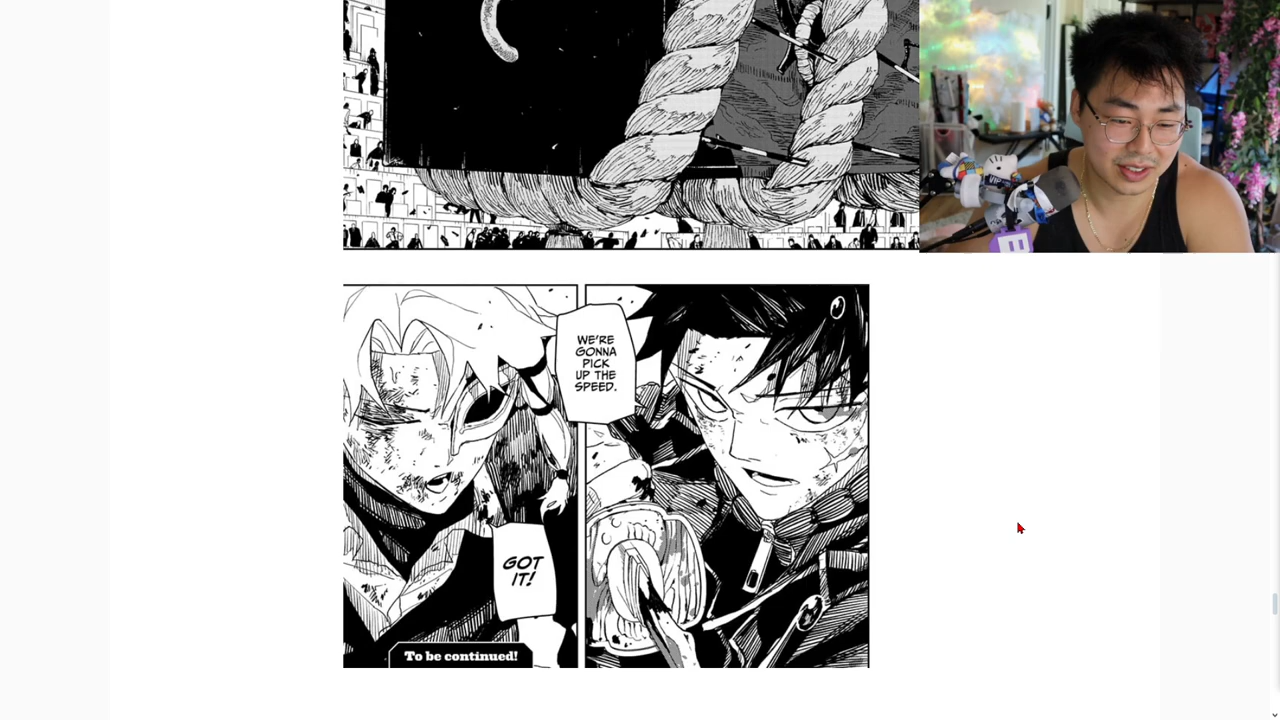 WE'RE
GONNA
PICK
UP THE
SPEED.
GOT
IT!
To be continued!